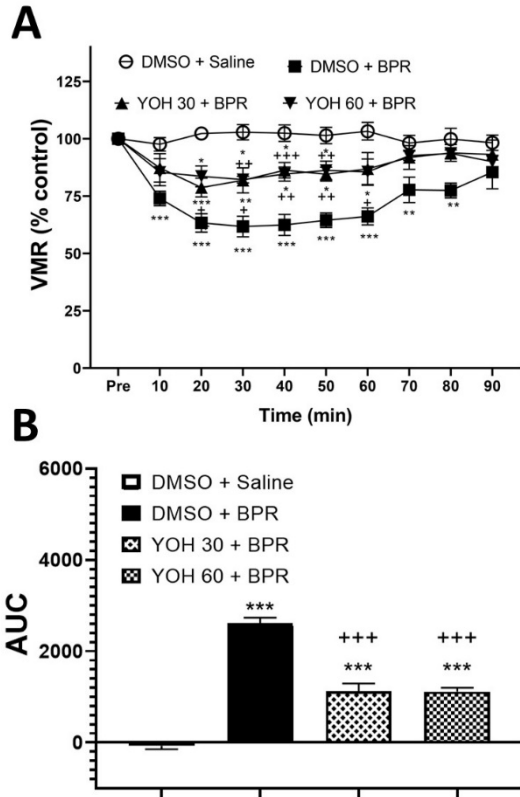 A
DMSO + Saline DMSO + BPR
YOH 30 + BPR YOH 60 + BPR
VMR (% control)
125
100
75
50
25
0
* * * *
++ +++ ++
*** ** * *
+ + ++ ++ * +
*** *** *** *** *** *** ** **
Pre 10 20 30 40 50 60 70 80 90
Time (min)
B
AUC
6000
4000
2000
0
DMSO + Saline
DMSO + BPR
YOH 30 + BPR
YOH 60 + BPR
***
+++ +++
*** ***